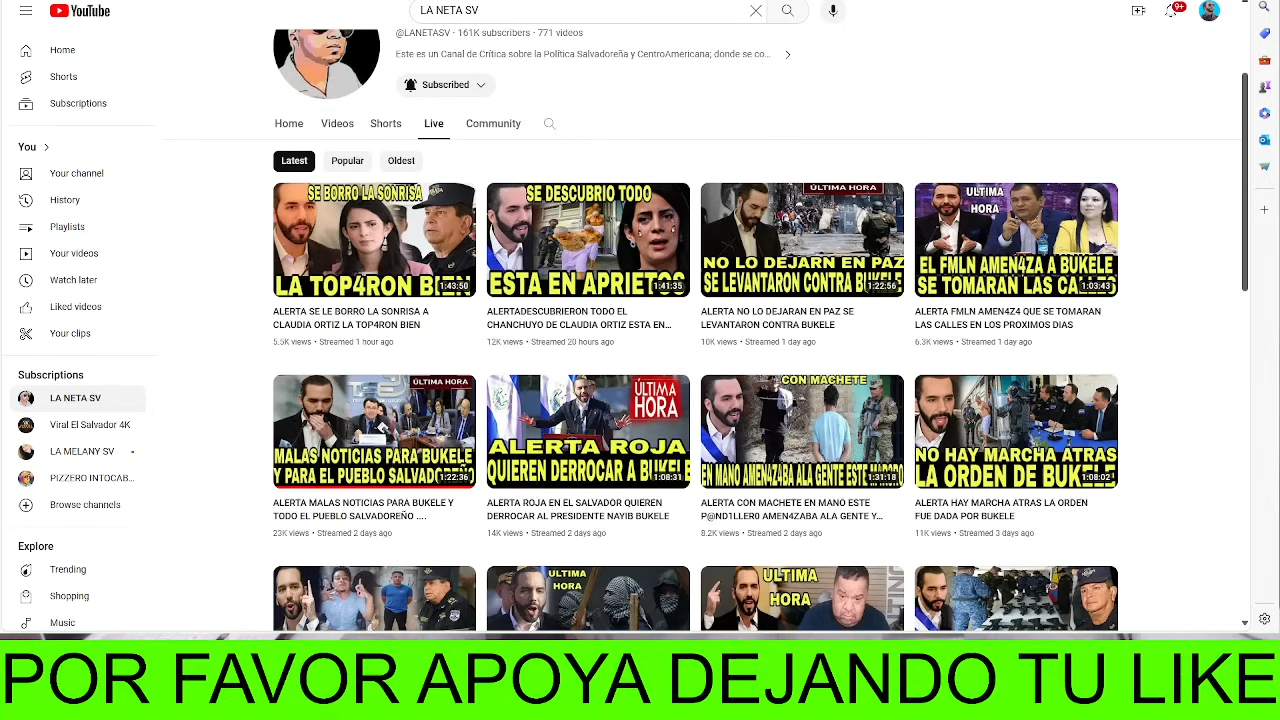 YouTube
LA NETA SV
9+
@LANETASV · 161K subscribers · 771 videos
Este es un Canal de Crítica sobre la Política Salvadoreña y CentroAmericana; donde se co...
Subscribed
Home
Shorts
Subscriptions
You
Your channel
History
Playlists
Your videos
Watch later
Liked videos
Your clips
Subscriptions
LA NETA SV
Viral El Salvador 4K
LA MELANY SV
PIZZERO INTOCAB...
Browse channels
Explore
Trending
Shopping
Music
Home Videos Shorts Live Community
Latest Popular Oldest
SE BORRO LA SONRISA
LA TOP4RON BIEN
1:43:50
ALERTA SE LE BORRO LA SONRISA A
CLAUDIA ORTIZ LA TOP4RON BIEN
5.5K views · Streamed 1 hour ago
SE DESCUBRIO TODO
ESTA EN APRIETOS
1:41:35
ALERTADESCUBRIERON TODO EL
CHANCHUYO DE CLAUDIA ORTIZ ESTA EN...
12K views · Streamed 20 hours ago
ÚLTIMA HORA
NO LO DEJARN EN PAZ
SE LEVANTARON CONTRA BUKELE
1:22:56
ALERTA NO LO DEJARAN EN PAZ SE
LEVANTARON CONTRA BUKELE
10K views · Streamed 1 day ago
ULTIMA
HORA
EL FMLN AMEN4ZA A BUKELE
SE TOMARAN LAS CALLES
1:03:43
ALERTA FMLN AMEN4Z4 QUE SE TOMARAN
LAS CALLES EN LOS PROXIMOS DIAS
6.3K views · Streamed 1 day ago
ÚLTIMA HORA
MALAS NOTICIAS PARA BUKELE
Y PARA EL PUEBLO SALVADOREÑO
1:22:36
ALERTA MALAS NOTICIAS PARA BUKELE Y
TODO EL PUEBLO SALVADOREÑO ....
23K views · Streamed 2 days ago
ÚLTIMA
HORA
ALERTA ROJA
QUIEREN DERROCAR A BUKELE
1:08:31
ALERTA ROJA EN EL SALVADOR QUIEREN
DERROCAR AL PRESIDENTE NAYIB BUKELE
14K views · Streamed 2 days ago
CON MACHETE
EN MANO AMEN4ZABA ALA GENTE ESTE
1:31:18
ALERTA CON MACHETE EN MANO ESTE
P@ND1LLERO AMEN4ZABA ALA GENTE Y...
8.2K views · Streamed 2 days ago
NO HAY MARCHA ATRAS
LA ORDEN DE BUKELE
1:08:02
ALERTA HAY MARCHA ATRAS LA ORDEN
FUE DADA POR BUKELE
11K views · Streamed 3 days ago
ULTIMA
HORA
ULTIMA
HORA
POR FAVOR APOYA DEJANDO TU LIKE